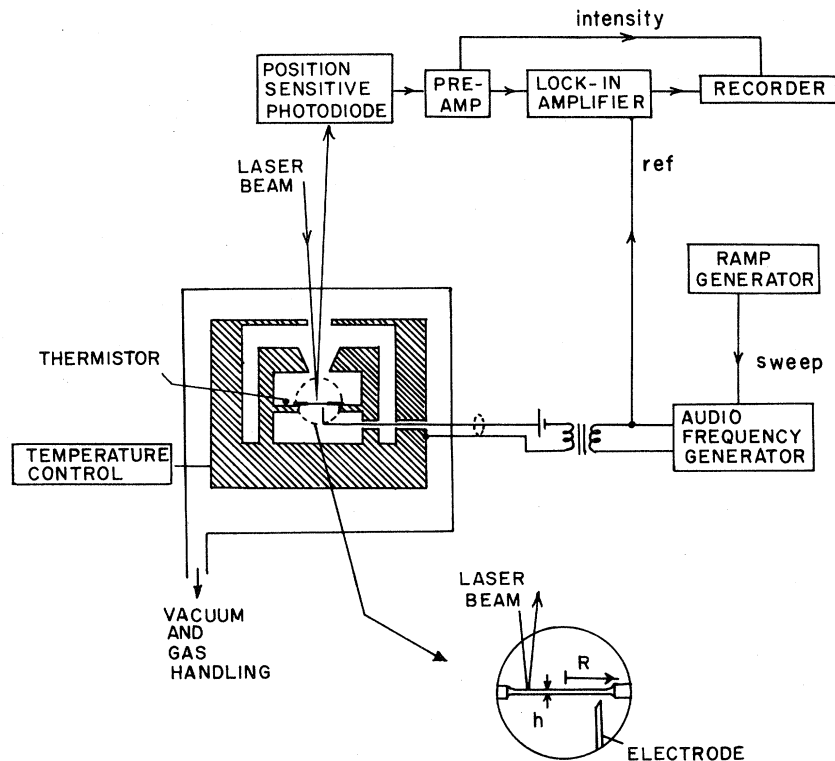 intensity
POSITION
SENSITIVE
PHOTODIODE
PRE-
AMP
LOCK-IN
AMPLIFIER
RECORDER
LASER
BEAM
ref
RAMP
GENERATOR
THERMISTOR
sweep
TEMPERATURE
CONTROL
AUDIO
FREQUENCY
GENERATOR
VACUUM
AND
GAS
HANDLING
LASER
BEAM
R
h
ELECTRODE